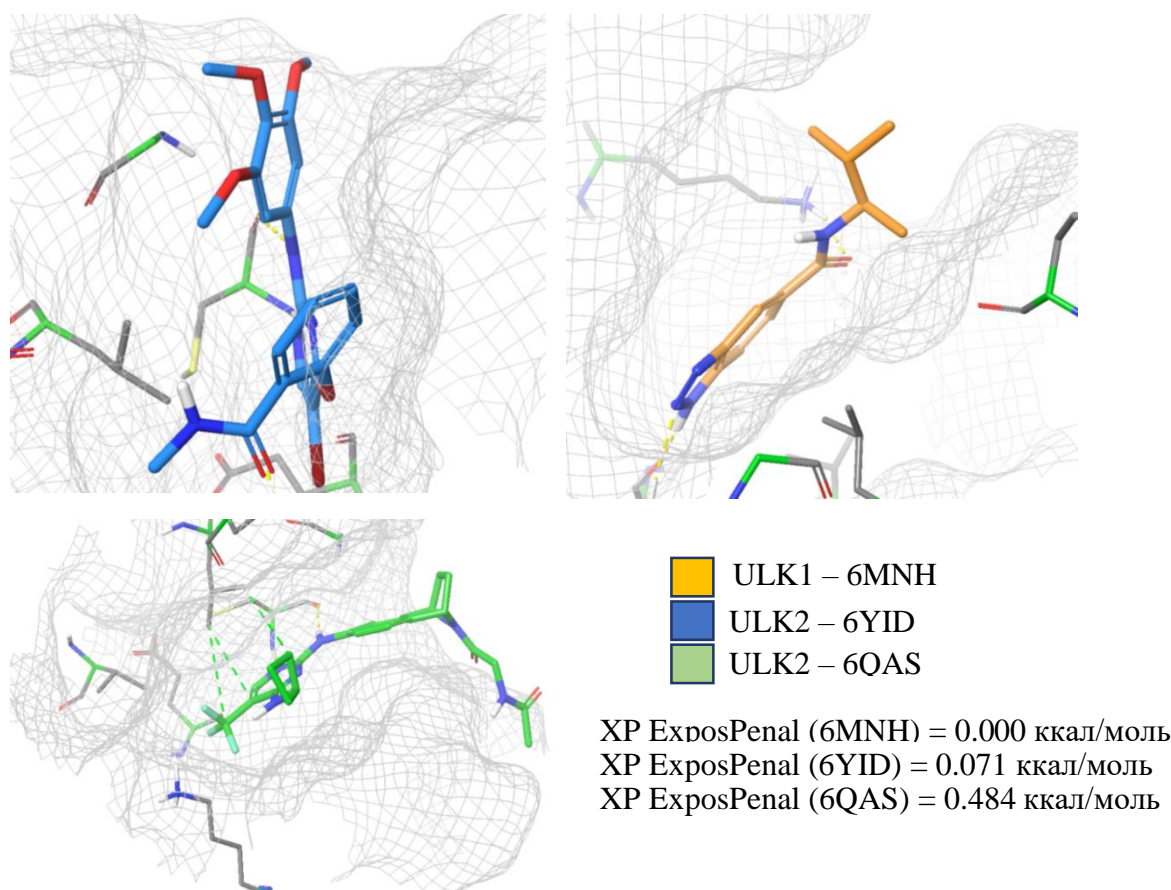 ULK1 – 6MNH
ULK2 – 6YID
ULK2 – 6QAS
XP ExposPenal (6MNH) = 0.000 ккал/моль
XP ExposPenal (6YID) = 0.071 ккал/моль
XP ExposPenal (6QAS) = 0.484 ккал/моль